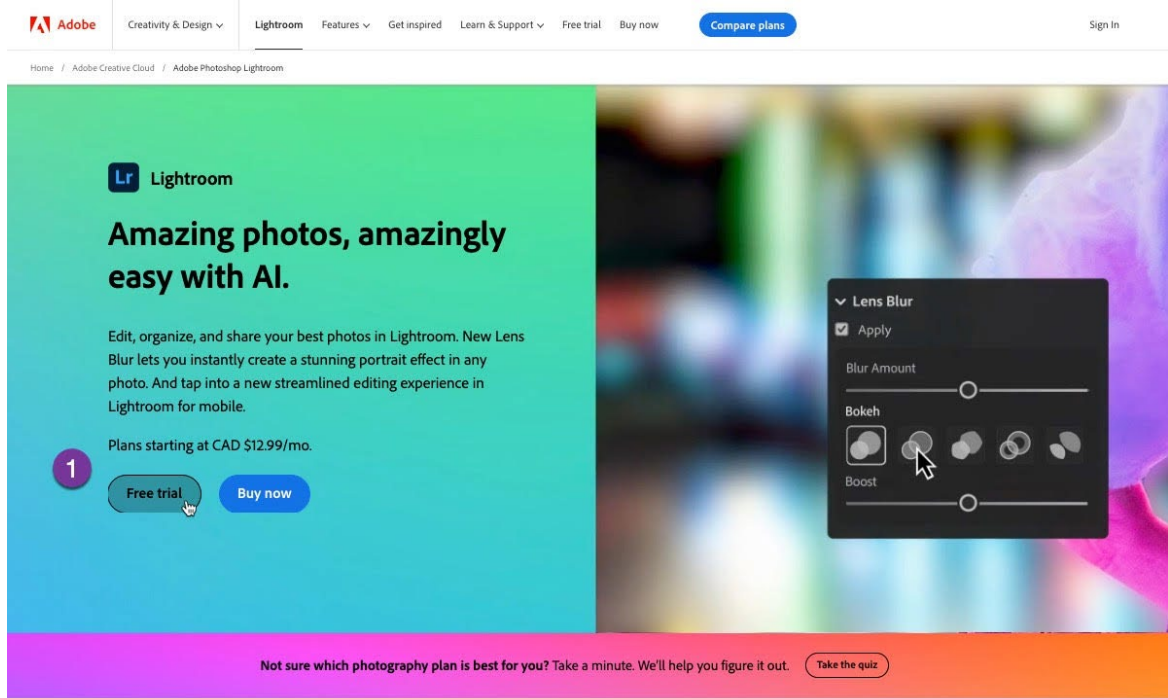 Adobe
Creativity & Design
Lightroom
Features
Get inspired
Learn & Support
Free trial
Buy now
Compare plans
Sign In
Home / Adobe Creative Cloud / Adobe Photoshop Lightroom
Lr Lightroom
Amazing photos, amazingly
easy with AI.
Edit, organize, and share your best photos in Lightroom. New Lens
Blur lets you instantly create a stunning portrait effect in any
photo. And tap into a new streamlined editing experience in
Lightroom for mobile.
Plans starting at CAD $12.99/mo.
1
Free trial
Buy now
Lens Blur
Apply
Blur Amount
Bokeh
Boost
Not sure which photography plan is best for you? Take a minute. We'll help you figure it out.
Take the quiz